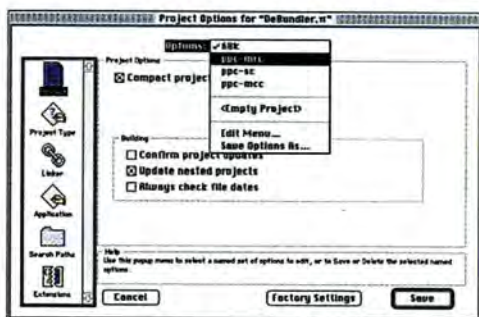 Project Options for "DeBundler.π"
Options: ✓68K
ppc-mrc
ppc-sc
ppc-mcc
<Empty Project>
Edit Menu...
Save Options As...
Project Options
Compact project
Building
Confirm project updates
Update nested projects
Always check file dates
Project Type
Linker
Application
Search Paths
Extensions
Help
Use this popup menu to select a named set of options to edit, or to Save or Delete the selected named
options.
Cancel
Factory Settings
Save